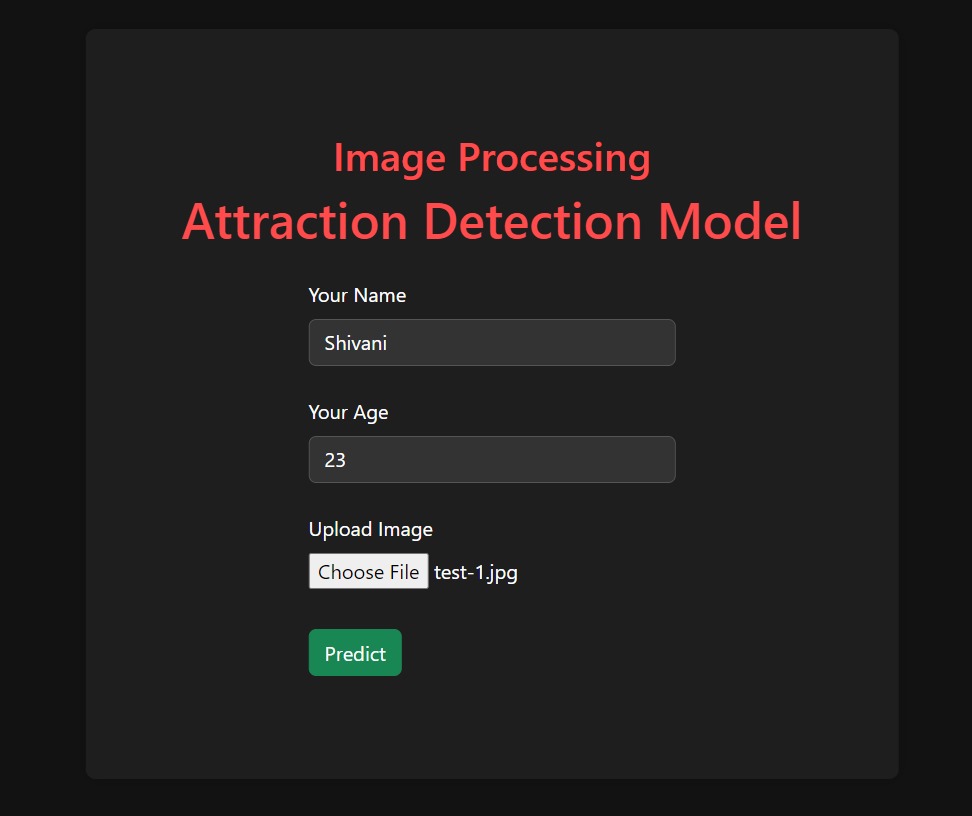 Image Processing
Attraction Detection Model
Your Name
Shivani
Your Age
23
Upload Image
Choose File test-1.jpg
Predict